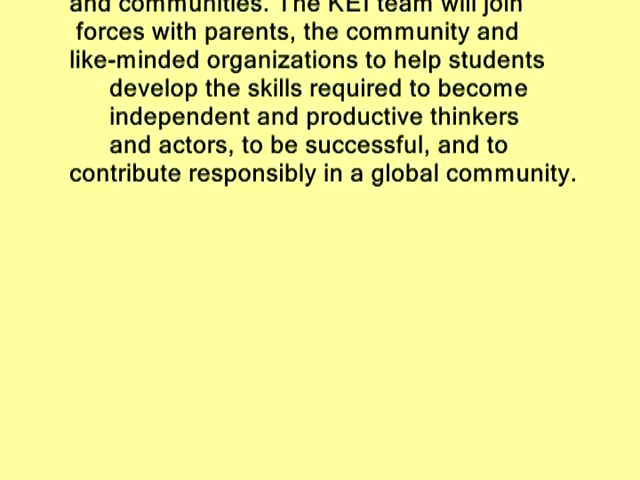 and communities. The KEI team will join
forces with parents, the community and
like-minded organizations to help students
develop the skills required to become
independent and productive thinkers
and actors, to be successful, and to
contribute responsibly in a global community.